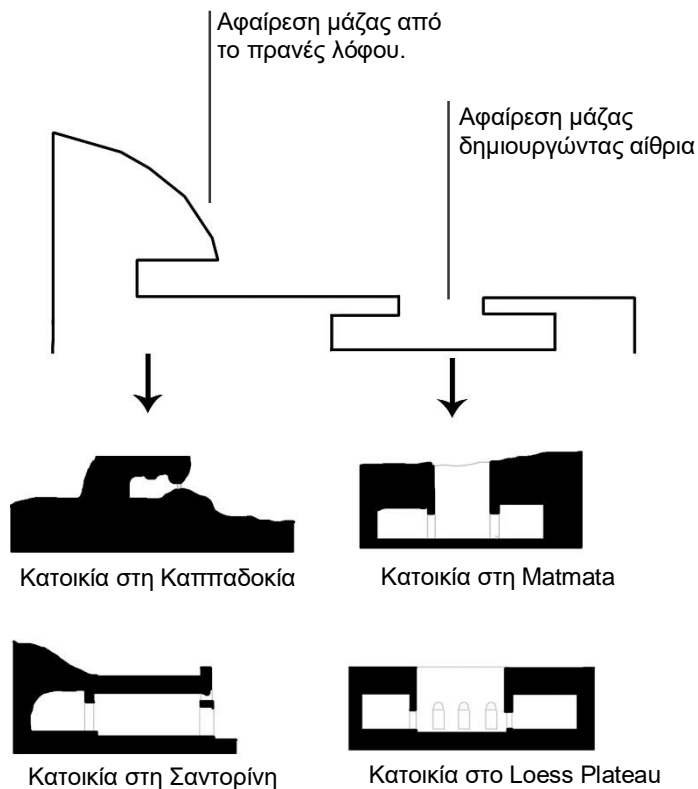 Αφαίρεση μάζας από
το πρανές λόφου.
Αφαίρεση μάζας
δημιουργώντας αίθρια
Κατοικία στη Καππαδοκία
Κατοικία στη Matmata
Κατοικία στη Σαντορίνη
Κατοικία στο Loess Plateau